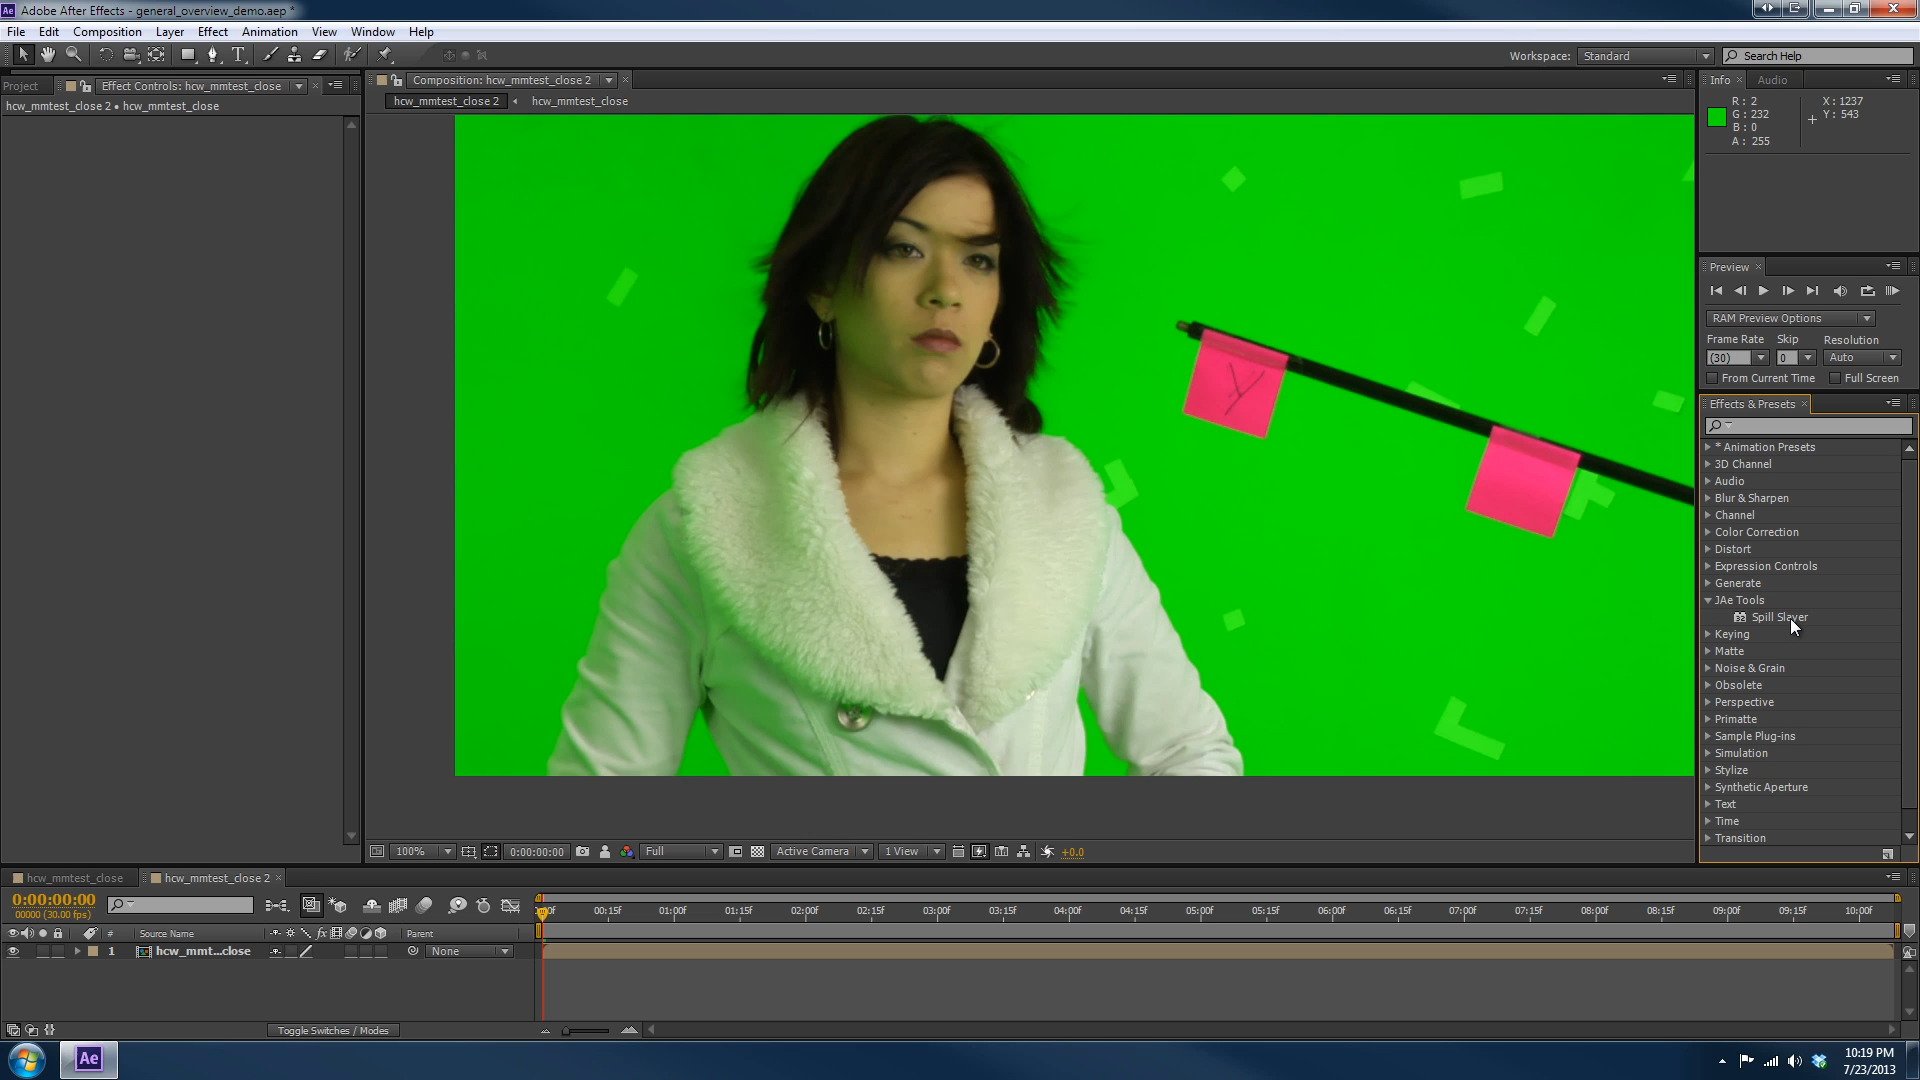 Ae Adobe After Effects - general_overview_demo.aep *
File Edit Composition Layer Effect Animation View Window Help
T Workspace: Standard Search Help
Project Effect Controls: hcw_mmtest_close
hcw_mmtest_close 2 • hcw_mmtest_close
Composition: hcw_mmtest_close 2
hcw_mmtest_close 2 hcw_mmtest_close
Y
100% 0:00:00:00 Full Active Camera 1 View +0.0
Info Audio
R: 2 X: 1237
G: 232 Y: 543
B: 0
A: 255
Preview
RAM Preview Options
Frame Rate Skip Resolution
(30) 0 Auto
From Current Time Full Screen
Effects & Presets
* Animation Presets
3D Channel
Audio
Blur & Sharpen
Channel
Color Correction
Distort
Expression Controls
Generate
JAe Tools
Spill Slayer
Keying
Matte
Noise & Grain
Obsolete
Perspective
Primatte
Sample Plug-ins
Simulation
Stylize
Synthetic Aperture
Text
Time
Transition
hcw_mmtest_close hcw_mmtest_close 2
0:00:00:00
00000 (30.00 fps)
00:15f 01:00f 01:15f 02:00f 02:15f 03:00f 03:15f 04:00f 04:15f 05:00f 05:15f 06:00f 06:15f 07:00f 07:15f 08:00f 08:15f 09:00f 09:15f 10:00f
# Source Name fx Parent
1 hcw_mmt...close None
Toggle Switches / Modes
Ae
10:19 PM
7/23/2013